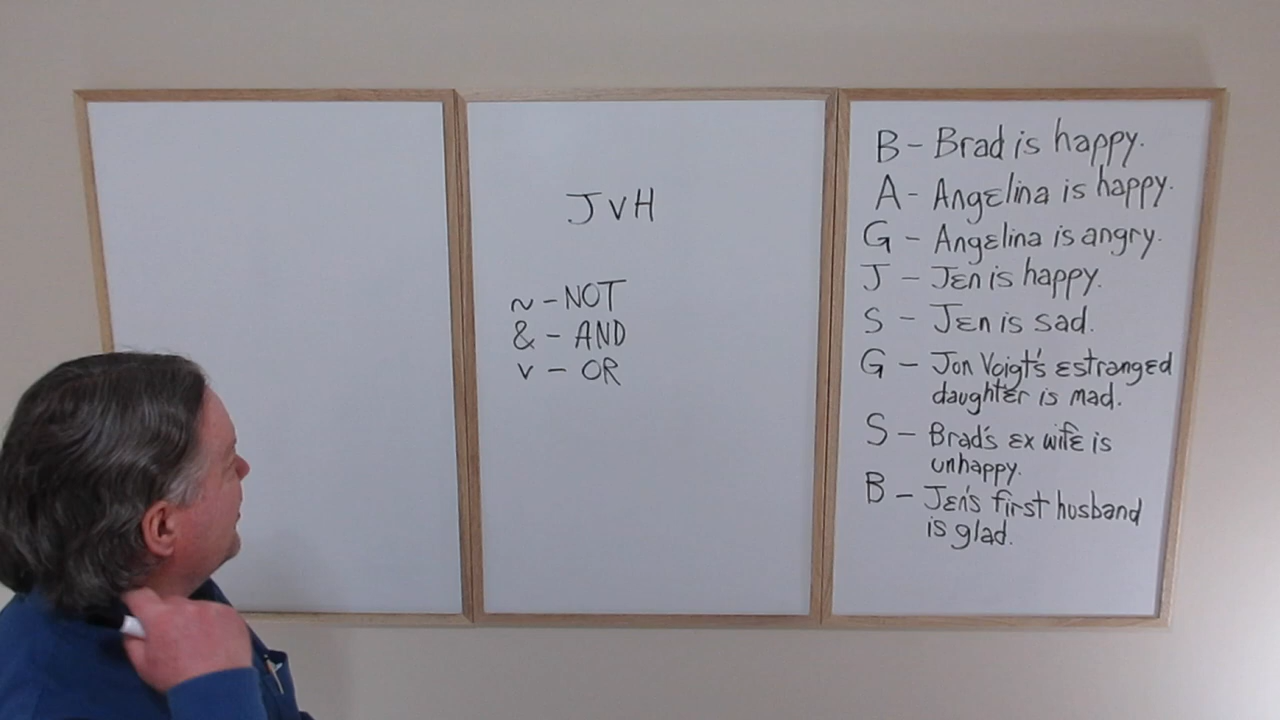 J v H
~ - NOT
& - AND
v - OR
B - Brad is happy.
A - Angelina is happy.
G - Angelina is angry.
J - Jen is happy.
S - Jen is sad.
G - Jon Voigt's estranged
daughter is mad.
S - Brad's ex wife is
unhappy.
B - Jen's first husband
is glad.